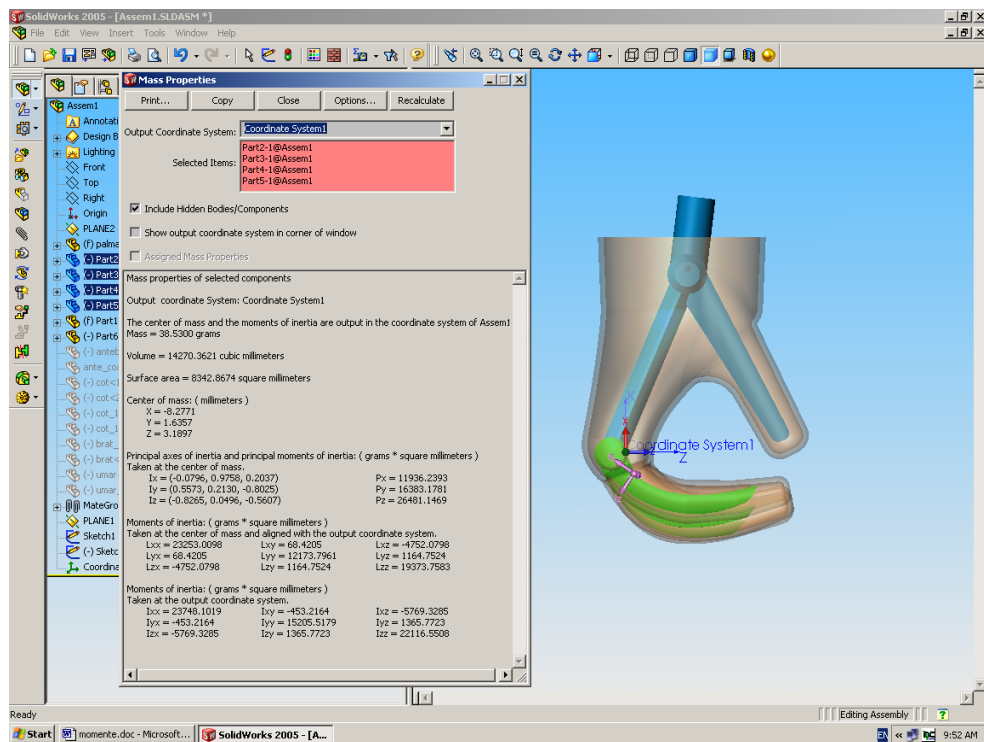 SolidWorks 2005 - [Assem1.SLDASM *]
File Edit View Insert Tools Window Help
Mass Properties
Print... Copy Close Options... Recalculate
Output Coordinate System: Coordinate System1
Selected Items:
Part2-1@Assem1
Part3-1@Assem1
Part4-1@Assem1
Part5-1@Assem1
Include Hidden Bodies/Components
Show output coordinate system in corner of window
Assigned Mass Properties
Mass properties of selected components
Output coordinate System: Coordinate System1
The center of mass and the moments of inertia are output in the coordinate system of Assem1
Mass = 38.5300 grams
Volume = 14270.3621 cubic millimeters
Surface area = 8342.8674 square millimeters
Center of mass: ( millimeters )
X = -8.2771
Y = 1.6357
Z = 3.1897
Principal axes of inertia and principal moments of inertia: ( grams * square millimeters )
Taken at the center of mass.
Ix = (-0.0796, 0.9758, 0.2037) Px = 11936.2393
Iy = (0.5573, 0.2130, -0.8025) Py = 16383.1781
Iz = (-0.8265, 0.0496, -0.5607) Pz = 26481.1469
Moments of inertia: ( grams * square millimeters )
Taken at the center of mass and aligned with the output coordinate system.
Lxx = 23253.0098 Lxy = 68.4205 Lxz = -4752.0798
Lyx = 68.4205 Lyy = 12173.7961 Lyz = 1164.7524
Lzx = -4752.0798 Lzy = 1164.7524 Lzz = 19373.7583
Moments of inertia: ( grams * square millimeters )
Taken at the output coordinate system.
Ixx = 23748.1019 Ixy = -453.2164 Ixz = -5769.3285
Iyx = -453.2164 Iyy = 15205.5179 Iyz = 1365.7723
Izx = -5769.3285 Izy = 1365.7723 Izz = 22116.5508
Assem1
Annotati
Design B
Lighting
Front
Top
Right
Origin
PLANE2
(f) palma
(-) Part2
(-) Part3
(-) Part4
(-) Part5
(f) Part1
(-) Part6
(-) anteb
ante_coa
(-) cot<1
(-) cot<2
(-) cot_1
(-) cot_1
(-) brat_
(-) brat<
(-) umar
(-) umar_
MateGro
PLANE1
Sketch1
(-) Sketc
Coordina
X
Coordinate System1
Z
Ready
Editing Assembly
Start momente.doc - Microsoft... SolidWorks 2005 - [A...
EN 9:52 AM